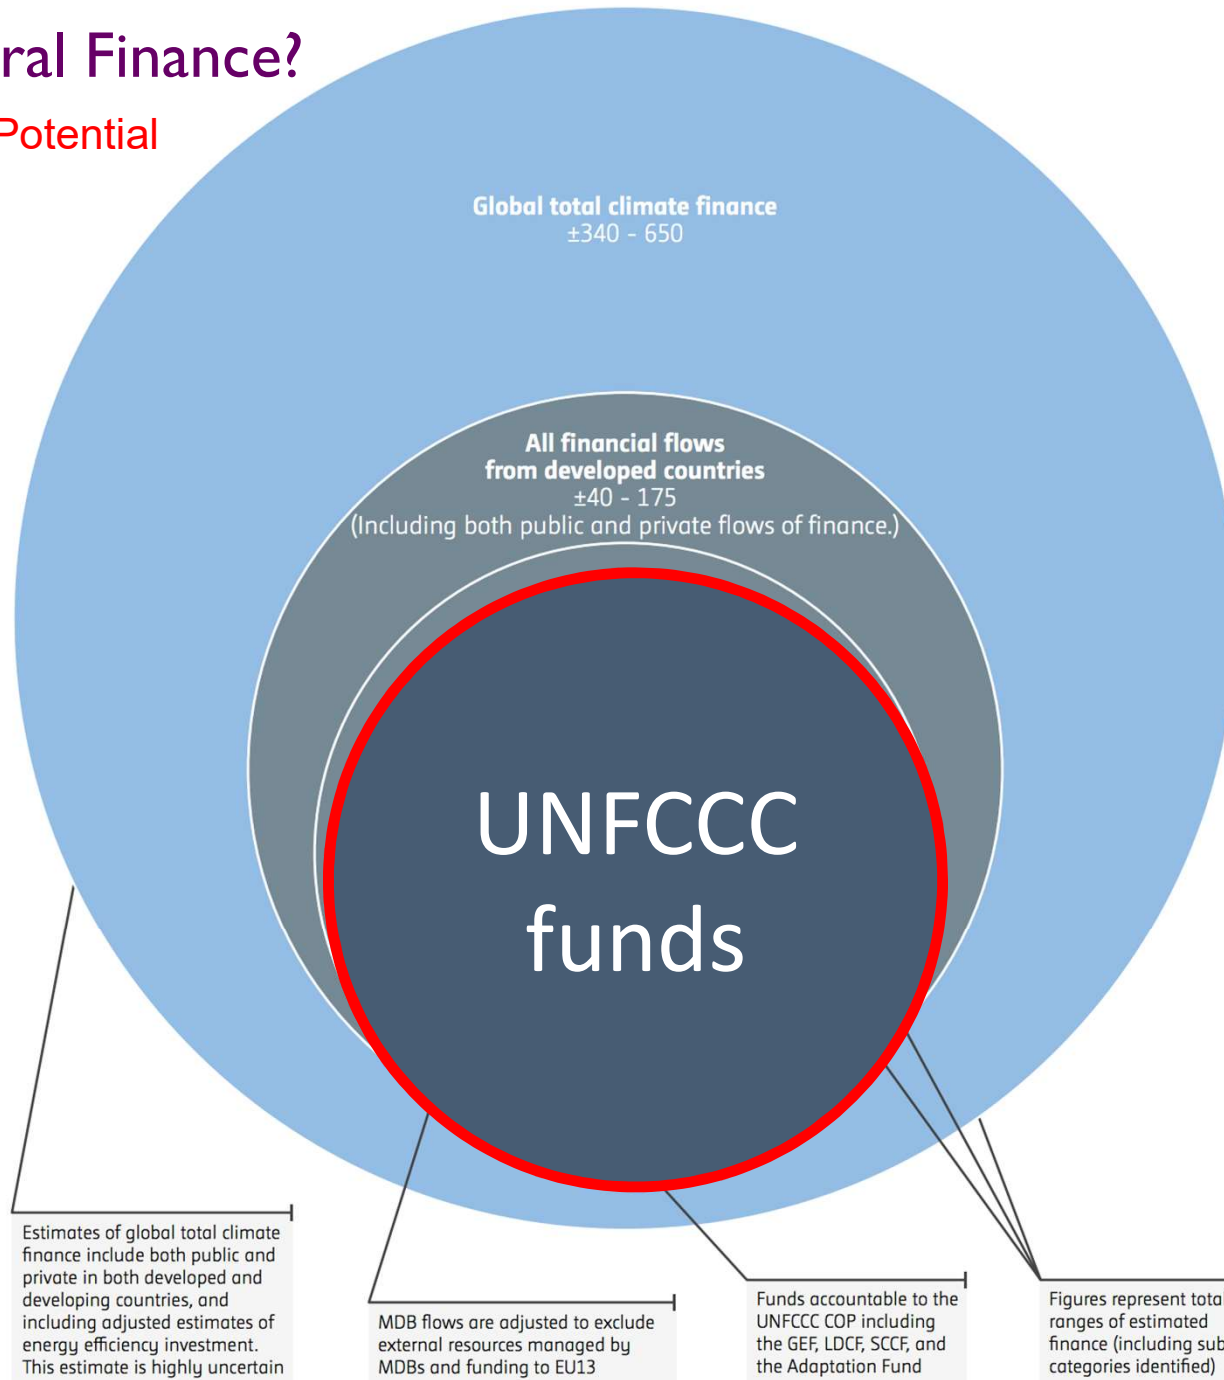 ral Finance?
Potential
Global total climate finance
±340 - 650
All financial flows
from developed countries
±40 - 175
(Including both public and private flows of finance.)
UNFCCC
funds
Estimates of global total climate
finance include both public and
private in both developed and
developing countries, and
including adjusted estimates of
energy efficiency investment.
This estimate is highly uncertain
MDB flows are adjusted to exclude
external resources managed by
MDBs and funding to EU13
Funds accountable to the
UNFCCC COP including
the GEF, LDCF, SCCF, and
the Adaptation Fund
Figures represent total
ranges of estimated
finance (including sub
categories identified)